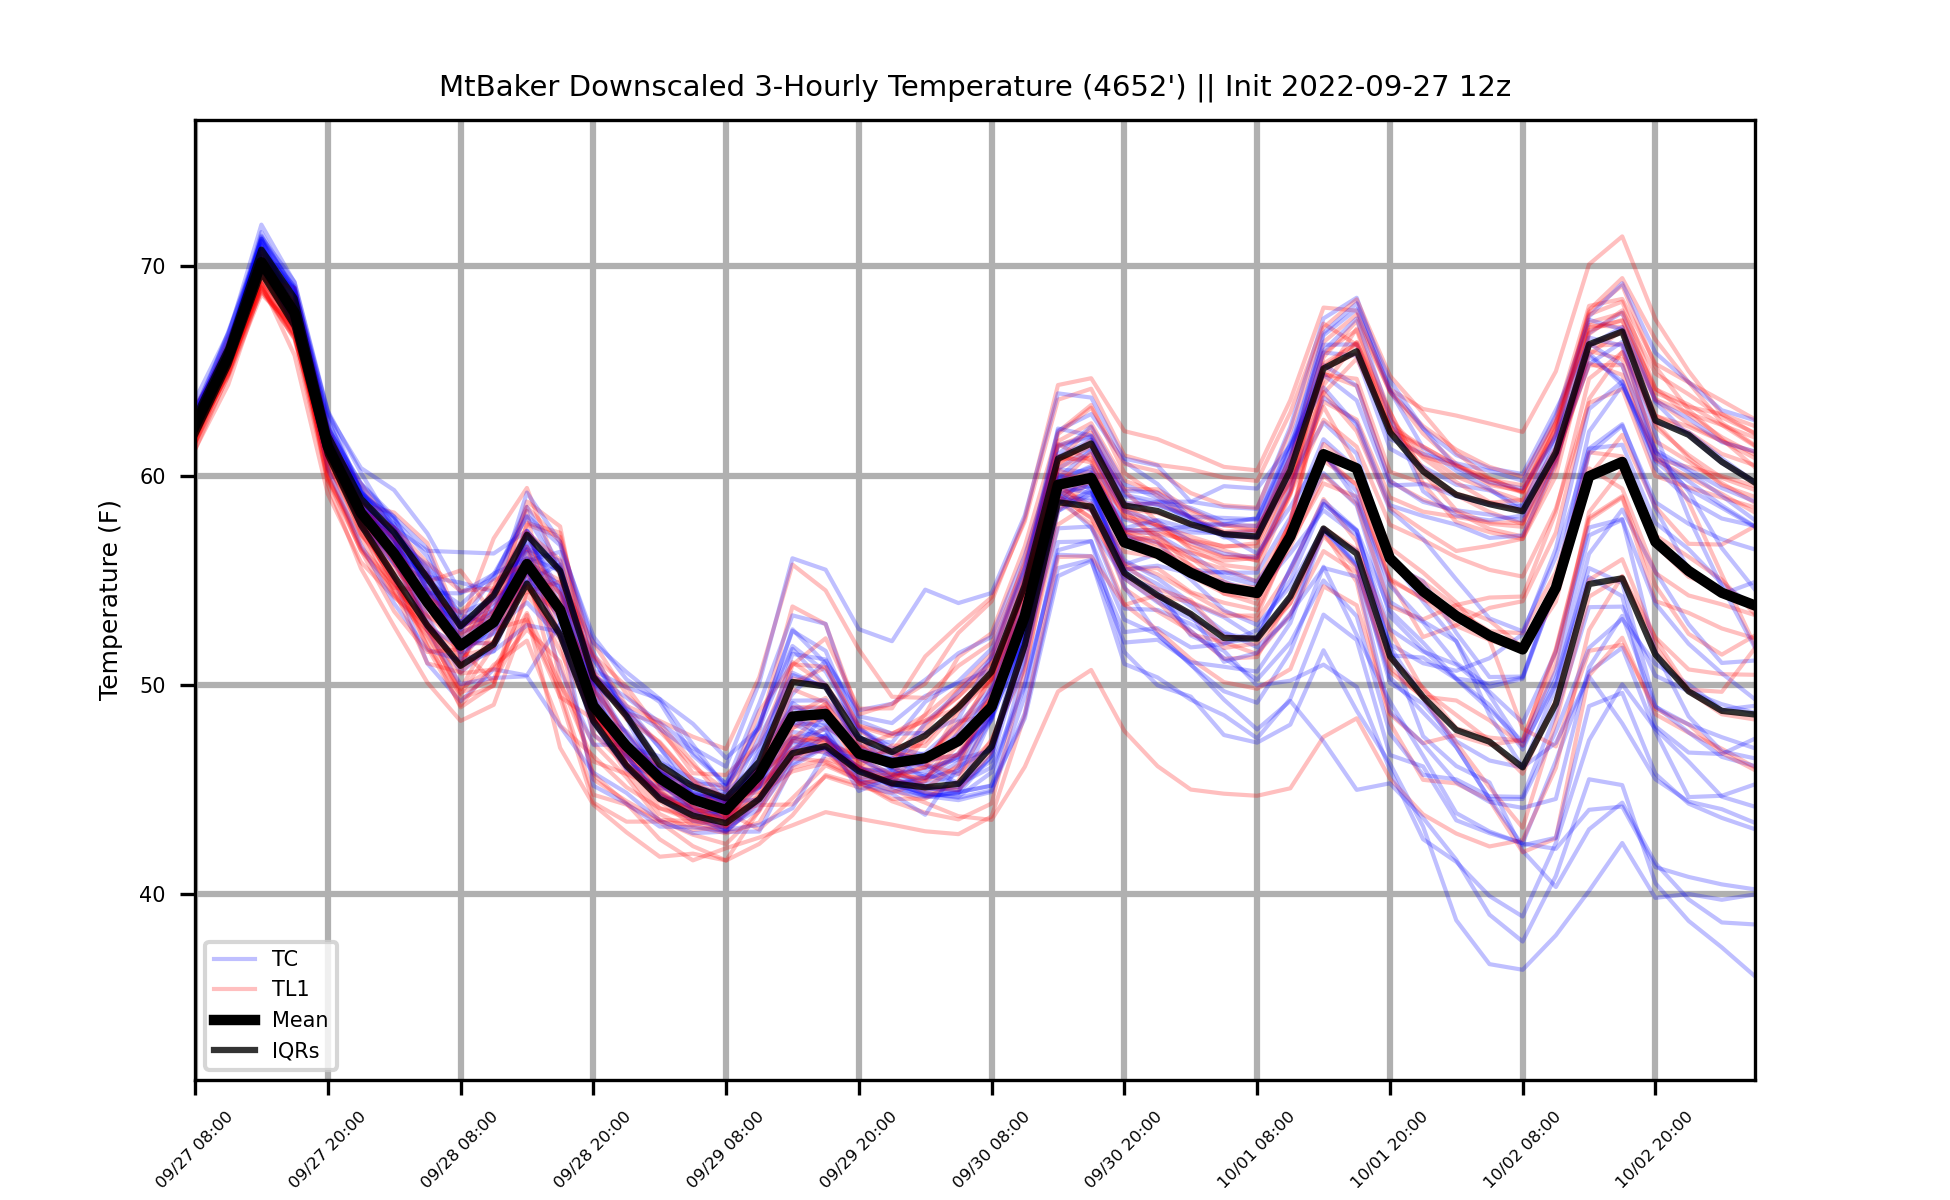 MtBaker Downscaled 3-Hourly Temperature (4652') || Init 2022-09-27 12z
Temperature (F)
70
60
50
40
TC
TL1
Mean
IQRs
09/27 08:00
09/27 20:00
09/28 08:00
09/28 20:00
09/29 08:00
09/29 20:00
09/30 08:00
09/30 20:00
10/01 08:00
10/01 20:00
10/02 08:00
10/02 20:00